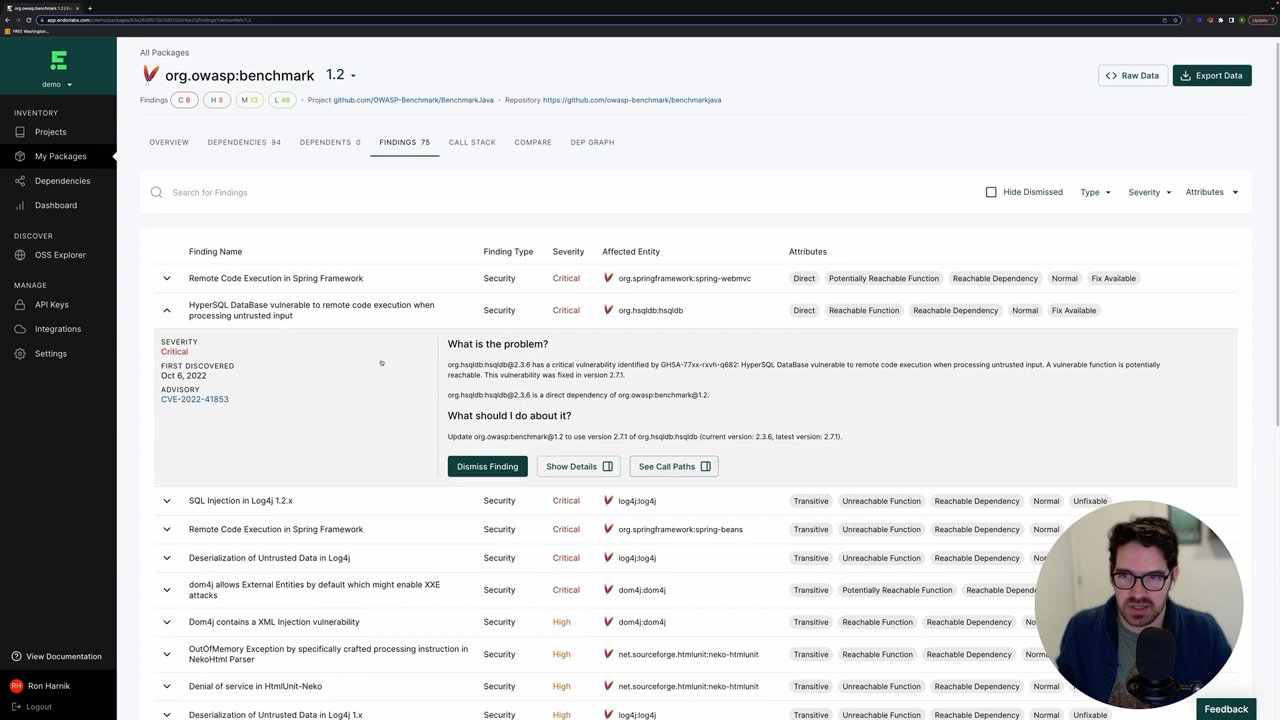 org.owasp:benchmark 1.2 | En
app.endorlabs.com
Update
FREE Washington...
demo
INVENTORY
Projects
My Packages
Dependencies
Dashboard
DISCOVER
OSS Explorer
MANAGE
API Keys
Integrations
Settings
View Documentation
RH Ron Harnik
Logout
All Packages
org.owasp:benchmark 1.2
<> Raw Data
Export Data
Findings C 6 H 8 M 13 L 48 • Project github.com/OWASP-Benchmark/BenchmarkJava • Repository https://github.com/owasp-benchmark/benchmarkjava
OVERVIEW DEPENDENCIES 94 DEPENDENTS 0 FINDINGS 75 CALL STACK COMPARE DEP GRAPH
Search for Findings Hide Dismissed Type Severity Attributes
Finding Name Finding Type Severity Affected Entity Attributes
Remote Code Execution in Spring Framework Security Critical org.springframework:spring-webmvc Direct Potentially Reachable Function Reachable Dependency Normal Fix Available
HyperSQL DataBase vulnerable to remote code execution when
processing untrusted input Security Critical org.hsqldb:hsqldb Direct Reachable Function Reachable Dependency Normal Fix Available
SEVERITY
Critical
FIRST DISCOVERED
Oct 6, 2022
ADVISORY
CVE-2022-41853
What is the problem?
org.hsqldb:hsqldb@2.3.6 has a critical vulnerability identified by GHSA-77xx-rxvh-q682: HyperSQL DataBase vulnerable to remote code execution when processing untrusted input. A vulnerable function is potentially
reachable. This vulnerability was fixed in version 2.7.1.
org.hsqldb:hsqldb@2.3.6 is a direct dependency of org.owasp:benchmark@1.2.
What should I do about it?
Update org.owasp:benchmark@1.2 to use version 2.7.1 of org.hsqldb:hsqldb (current version: 2.3.6, latest version: 2.7.1).
Dismiss Finding Show Details See Call Paths
SQL Injection in Log4j 1.2.x Security Critical log4j:log4j Transitive Unreachable Function Reachable Dependency Normal Unfixable
Remote Code Execution in Spring Framework Security Critical org.springframework:spring-beans Transitive Unreachable Function Reachable Dependency Normal
Deserialization of Untrusted Data in Log4j Security Critical log4j:log4j Transitive Unreachable Function Reachable Dependency
dom4j allows External Entities by default which might enable XXE
attacks Security Critical dom4j:dom4j Transitive Potentially Reachable Function Reachable Depende
Dom4j contains a XML Injection vulnerability Security High dom4j:dom4j Transitive Reachable Function Reachable Dependency
OutOfMemory Exception by specifically crafted processing instruction in
NekoHtml Parser Security High net.sourceforge.htmlunit:neko-htmlunit Transitive Reachable Function Reachable Dependency
Denial of service in HtmlUnit-Neko Security High net.sourceforge.htmlunit:neko-htmlunit Transitive Unreachable Function Reachable Dependency
Deserialization of Untrusted Data in Log4j 1.x Security High log4j:log4j Transitive Unreachable Function Reachable Dependency
Feedback